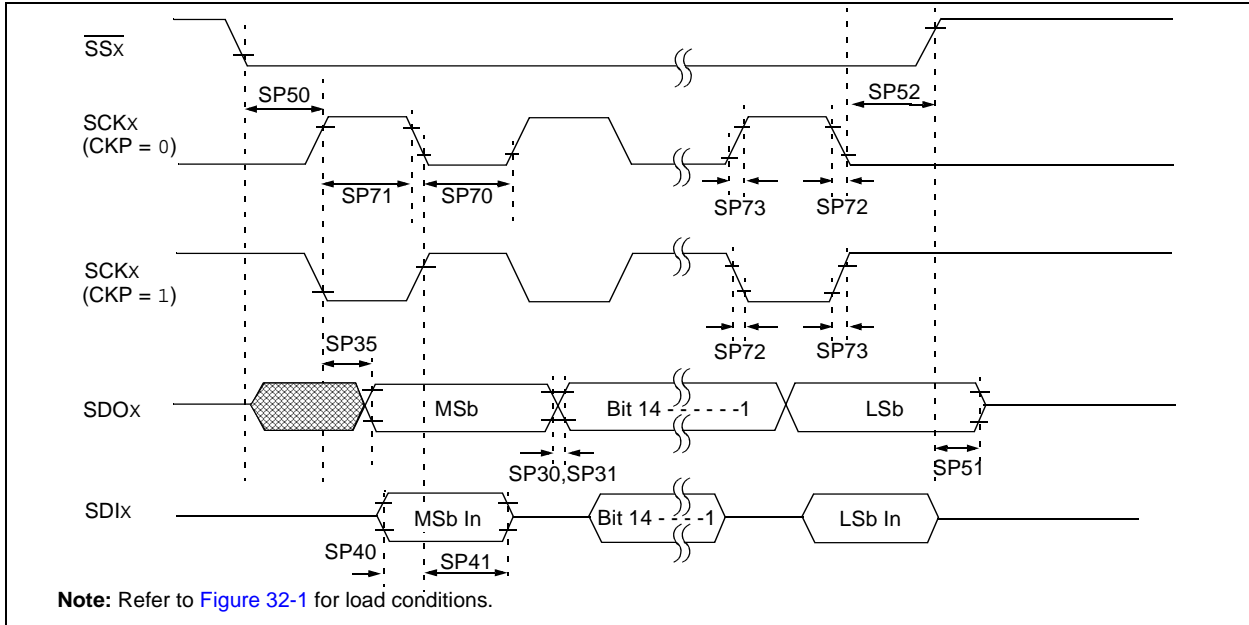 SSX
SP50
SP52
SCKX
(CKP = 0)
SP71
SP70
SP73
SP72
SCKX
(CKP = 1)
SP35
SP72
SP73
SDOX
MSb
Bit 14 - - - - - -1
LSb
SP30,SP31
SP51
SDIX
MSb In
Bit 14 - - - -1
LSb In
SP40
SP41
Note: Refer to Figure 32-1 for load conditions.